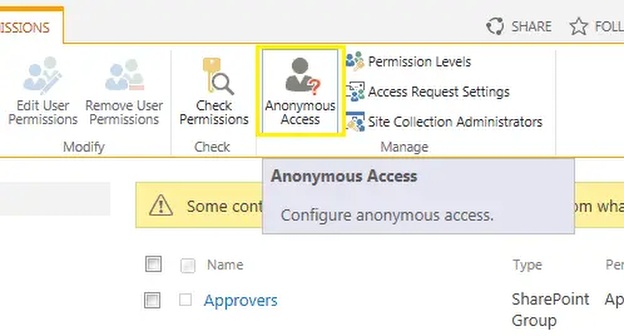 ISSIONS
SHARE
FOLL
Edit User
Permissions
Remove User
Permissions
Check
Permissions
Anonymous
Access
Permission Levels
Access Request Settings
Site Collection Administrators
Modify
Check
Manage
Anonymous Access
Configure anonymous access.
Some cont
om wha
Name
Type
Per
Approvers
SharePoint
Group
Ap